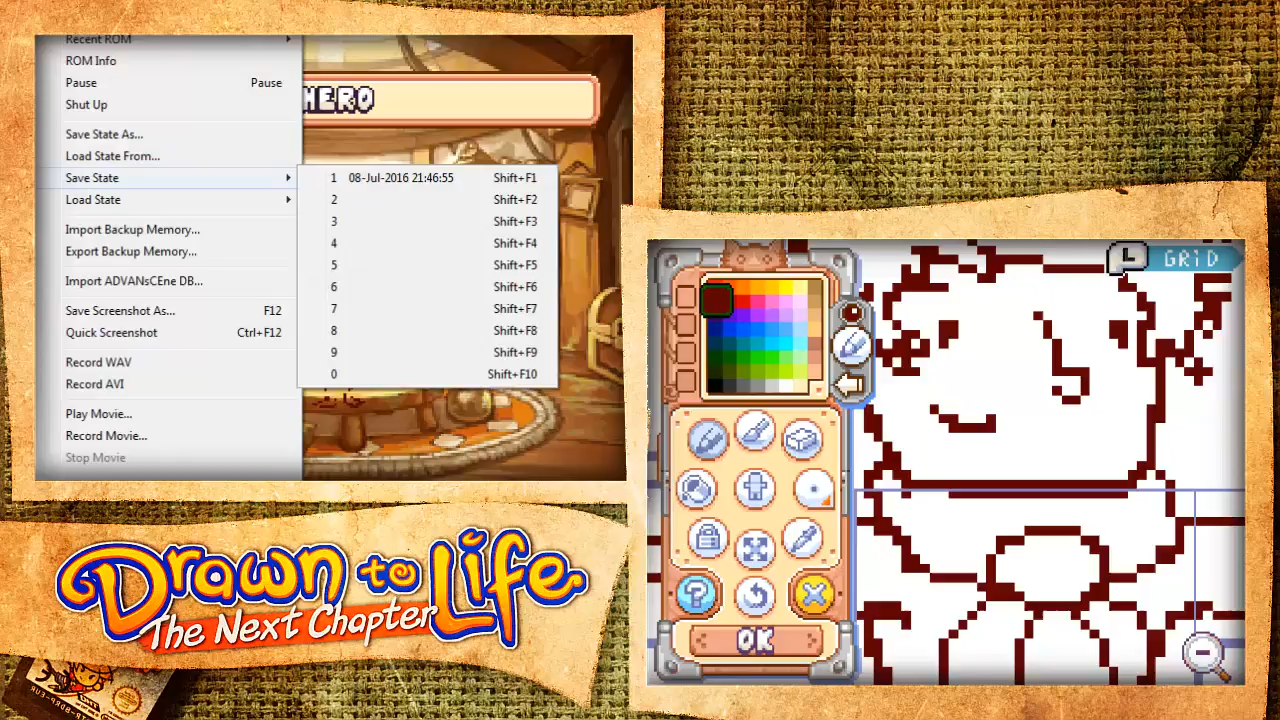 Recent ROM
ROM Info
Pause Pause
Shut Up
Save State As...
Load State From...
Save State
Load State
Import Backup Memory...
Export Backup Memory...
Import ADVANsCEne DB...
Save Screenshot As... F12
Quick Screenshot Ctrl+F12
Record WAV
Record AVI
Play Movie...
Record Movie...
Stop Movie
HERO
1 08-Jul-2016 21:46:55 Shift+F1
2 Shift+F2
3 Shift+F3
4 Shift+F4
5 Shift+F5
6 Shift+F6
7 Shift+F7
8 Shift+F8
9 Shift+F9
0 Shift+F10
L GRID
?
OK
Drawn to Life
The Next Chapter